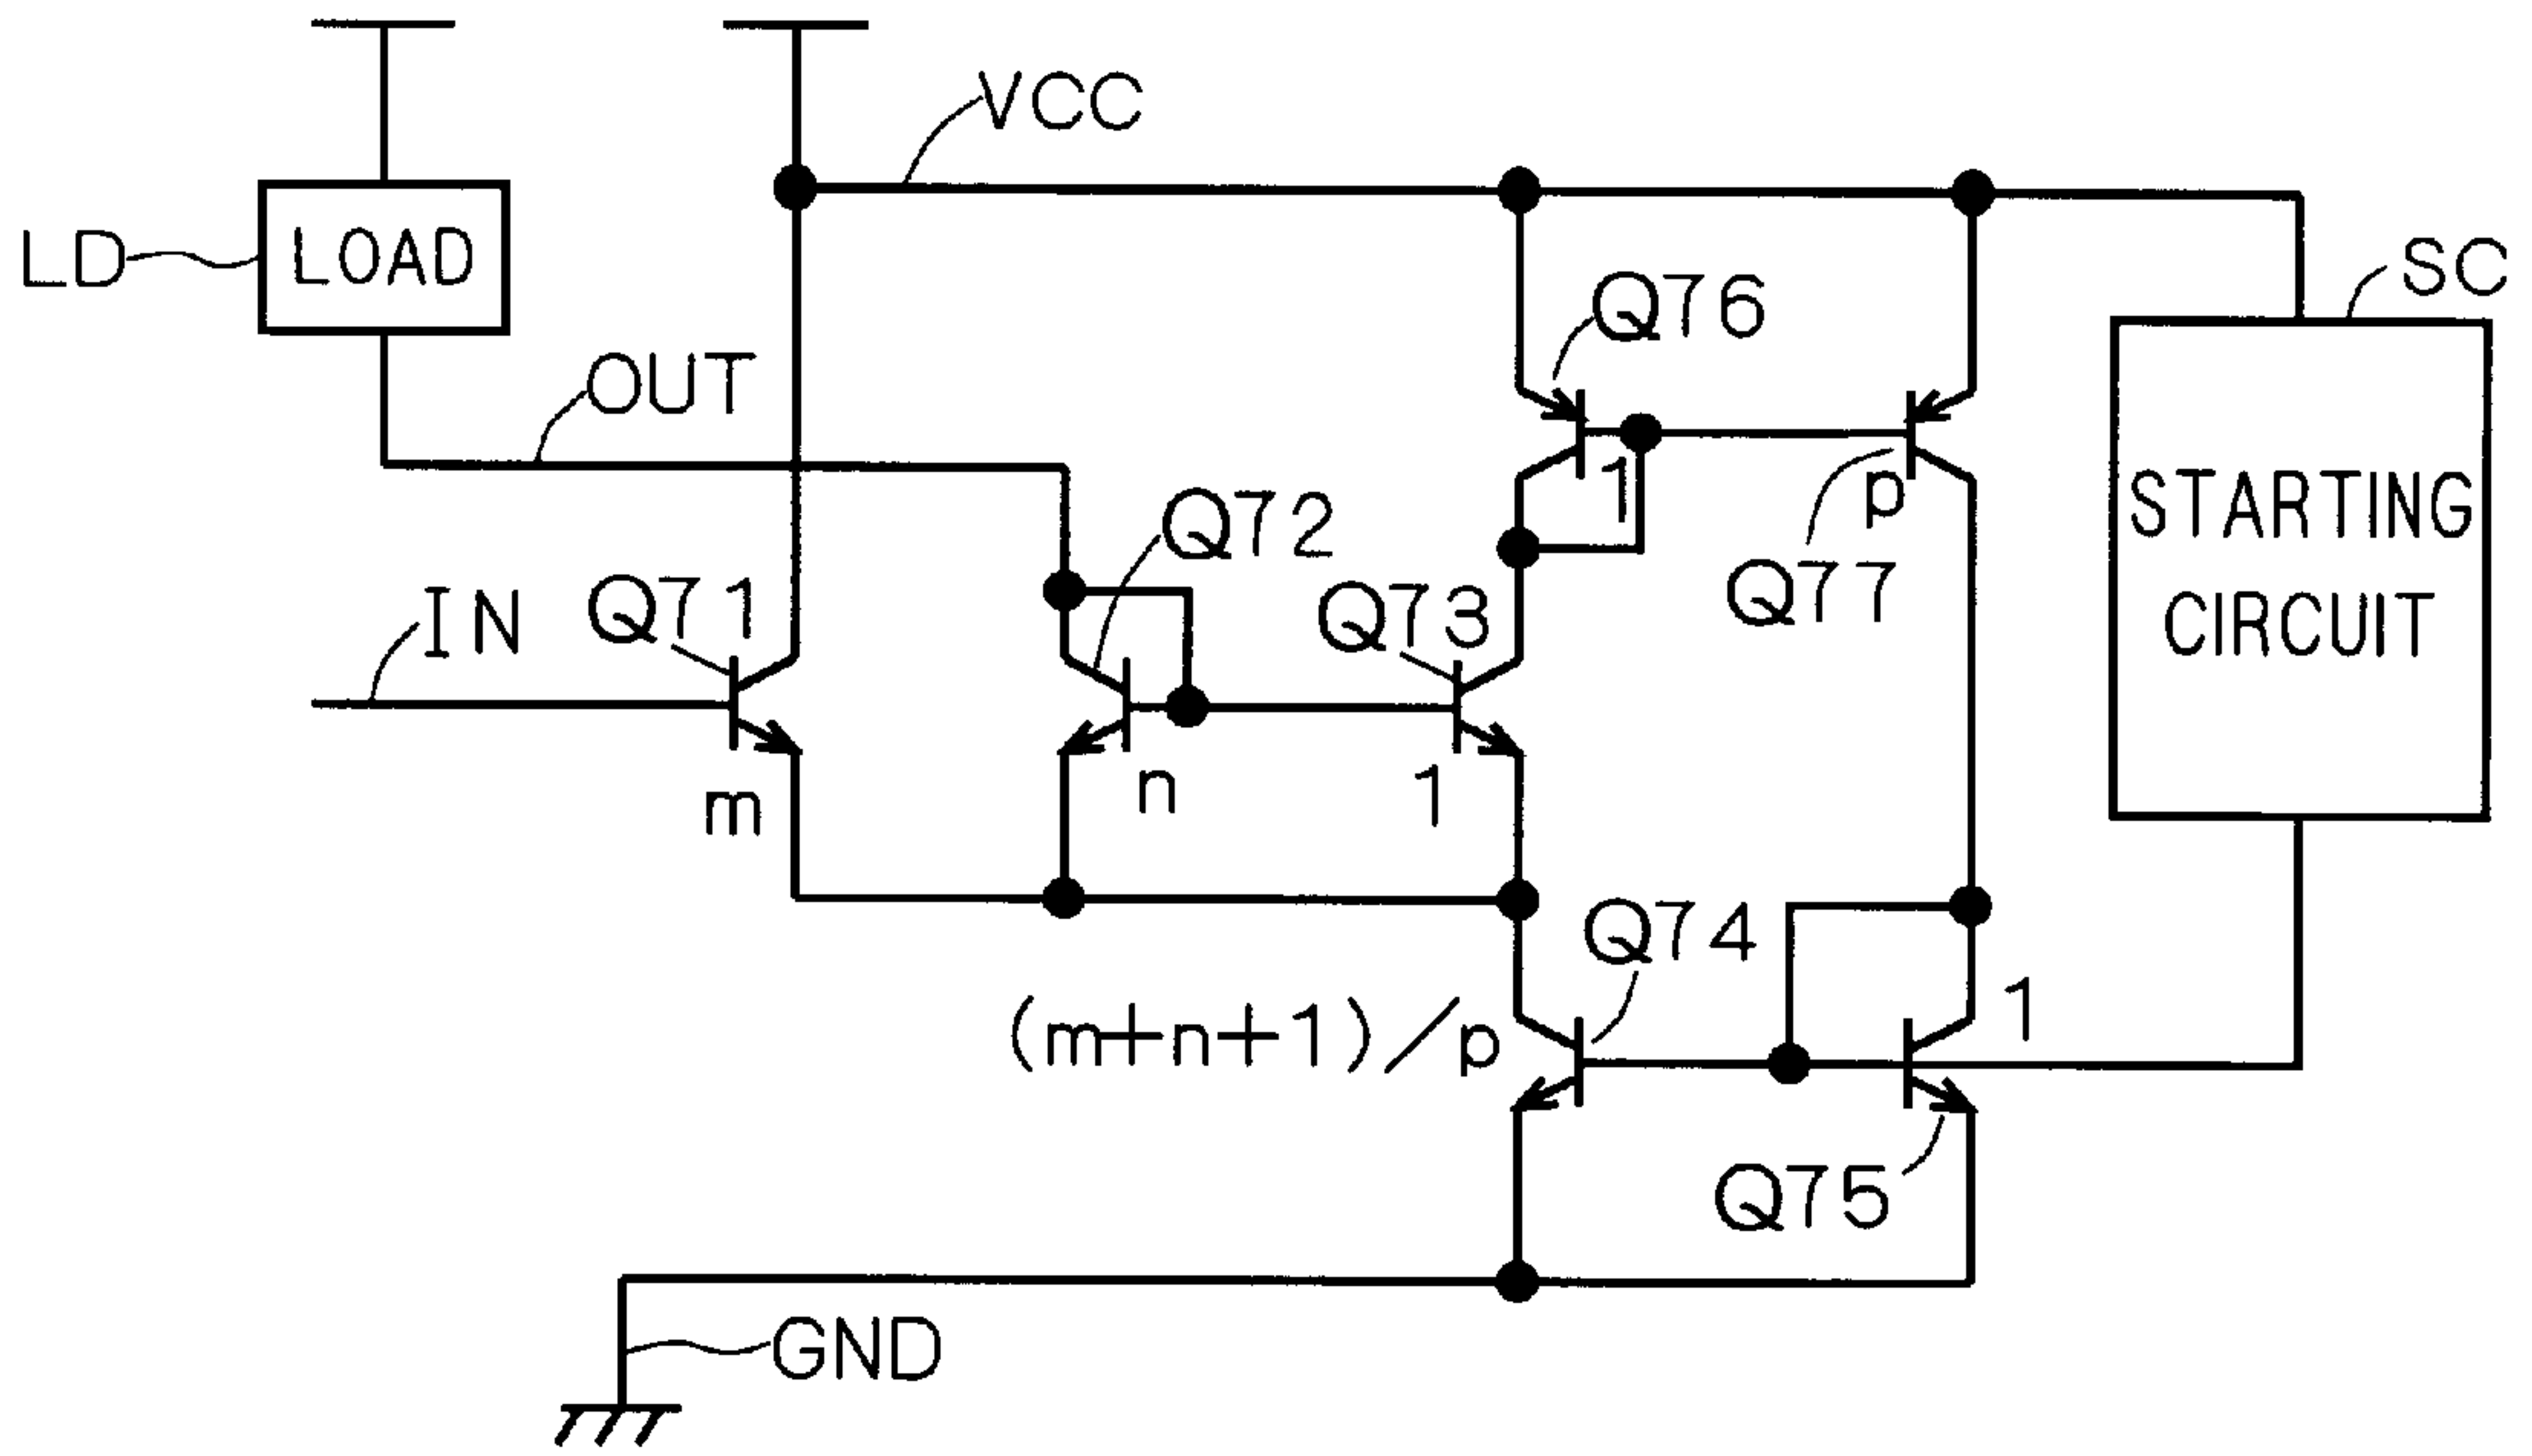 VCC
LD
LOAD
SC
Q76
OUT
1
p
STARTING
CIRCUIT
Q72
Q77
IN
Q71
Q73
m
n
1
Q74
(m+n+1)/p
1
Q75
GND